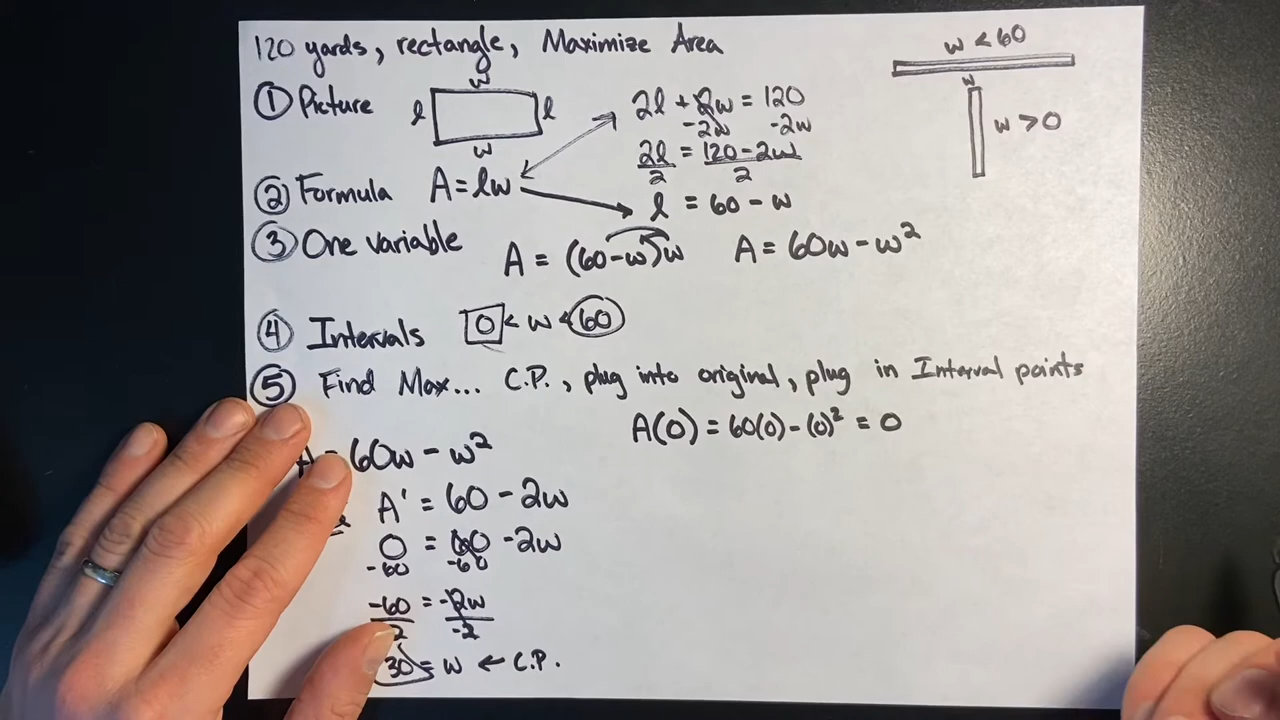 120 yards, rectangle, Maximize Area
w < 60
w
w > 0
① Picture
w
l
l
w
2l + 2w = 120
-2w -2w
2l = 120 - 2w
2 2
② Formula A = lw
l = 60 - w
③ One variable
A = (60-w)w A = 60w - w²
④ Intervals 0 < w < 60
⑤ Find Max... C.P., plug into original, plug in Interval points
A(0) = 60(0) - (0)² = 0
60w - w²
A' = 60 - 2w
0 = 60 - 2w
-60 -60
-60 = -2w
-2
30 = w ← C.P.